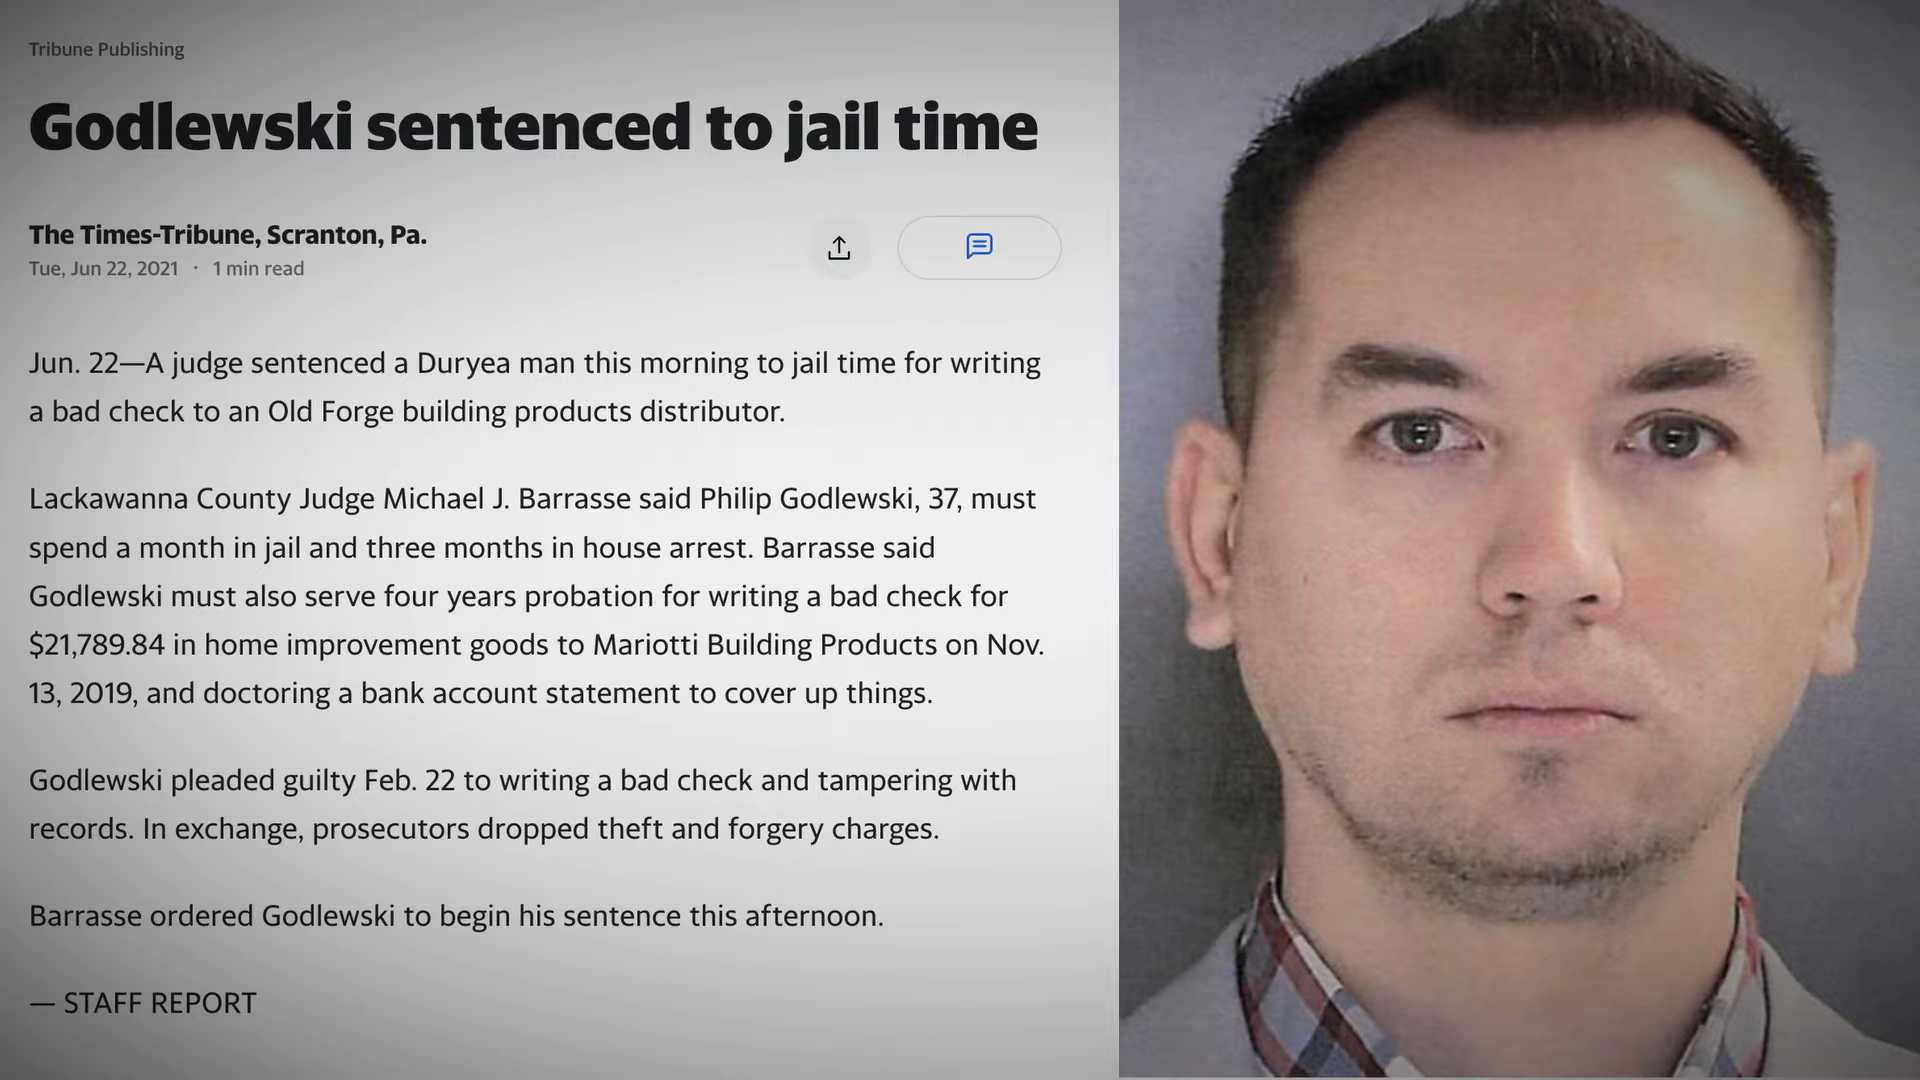 Tribune Publishing
Godlewski sentenced to jail time
The Times-Tribune, Scranton, Pa.
Tue, Jun 22, 2021 · 1 min read
Jun. 22—A judge sentenced a Duryea man this morning to jail time for writing
a bad check to an Old Forge building products distributor.
Lackawanna County Judge Michael J. Barrasse said Philip Godlewski, 37, must
spend a month in jail and three months in house arrest. Barrasse said
Godlewski must also serve four years probation for writing a bad check for
$21,789.84 in home improvement goods to Mariotti Building Products on Nov.
13, 2019, and doctoring a bank account statement to cover up things.
Godlewski pleaded guilty Feb. 22 to writing a bad check and tampering with
records. In exchange, prosecutors dropped theft and forgery charges.
Barrasse ordered Godlewski to begin his sentence this afternoon.
— STAFF REPORT